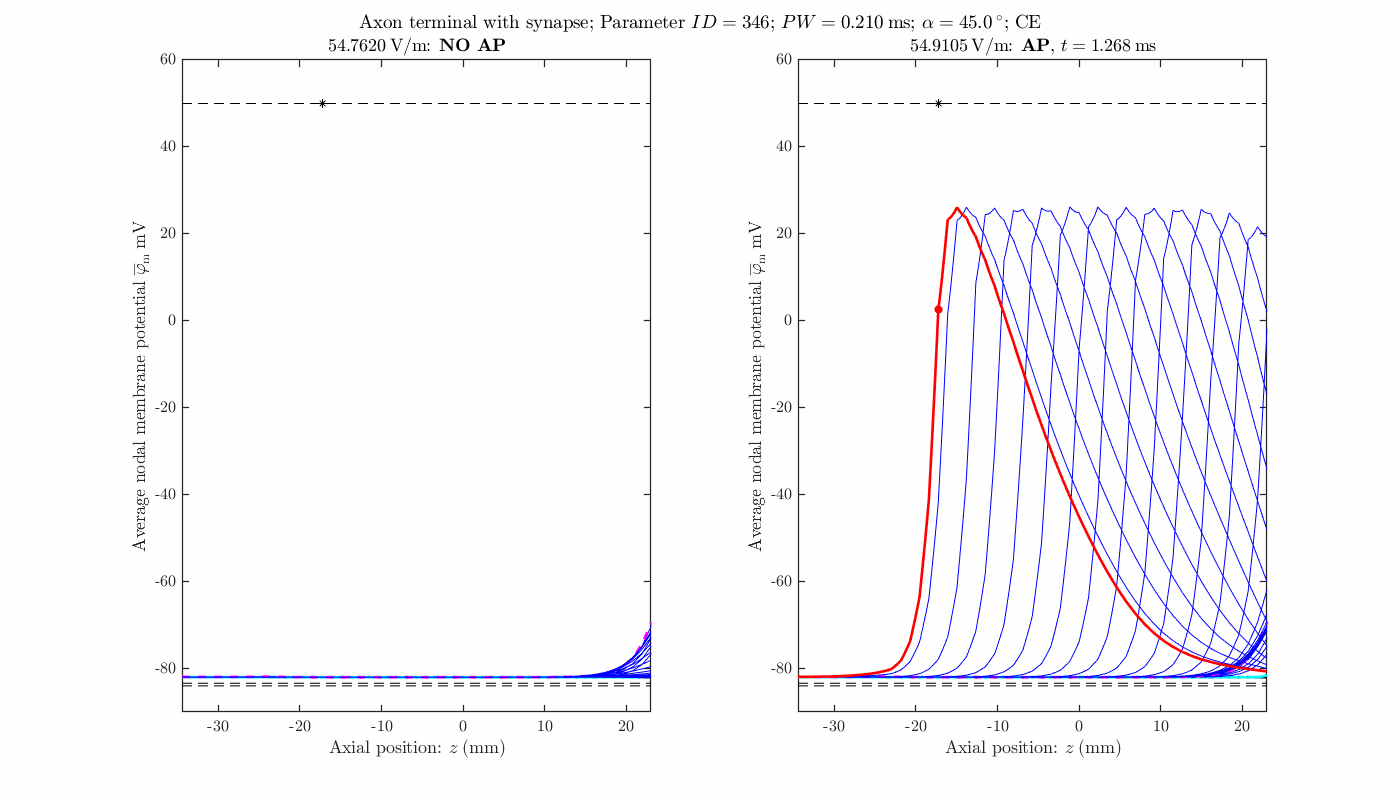 Axon terminal with synapse; Parameter ID = 346; PW = 0.210 ms; α = 45.0°; CE
54.7620 V/m: NO AP
60
40
20
0
-20
-40
-60
-80
-30 -20 -10 0 10 20
Axial position: z (mm)
Average nodal membrane potential φ̅m mV
54.9105 V/m: AP, t = 1.268 ms
60
40
20
0
-20
-40
-60
-80
-30 -20 -10 0 10 20
Axial position: z (mm)
Average nodal membrane potential φ̅m mV